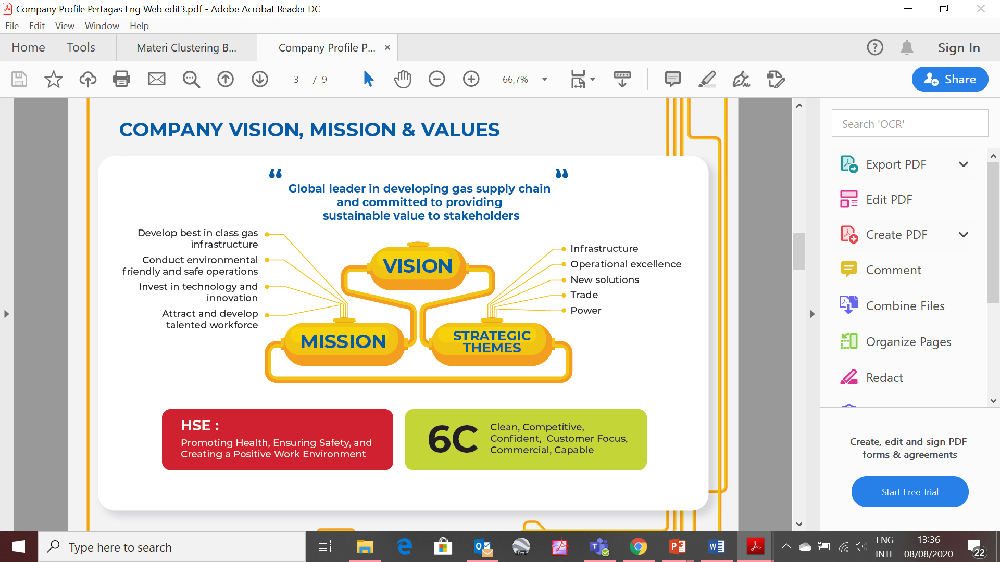 Company Profile Pertagas Eng Web edit3.pdf - Adobe Acrobat Reader DC
File Edit View Window Help
Home Tools Materi Clustering B... Company Profile P... × Sign In
3 / 9 66,7% Share
COMPANY VISION, MISSION & VALUES
“ ”
Global leader in developing gas supply chain
and committed to providing
sustainable value to stakeholders
Develop best in class gas
infrastructure
Conduct environmental
friendly and safe operations
Invest in technology and
innovation
Attract and develop
talented workforce
VISION
Infrastructure
Operational excellence
New solutions
Trade
Power
MISSION
STRATEGIC
THEMES
HSE :
Promoting Health, Ensuring Safety, and
Creating a Positive Work Environment
6C
Clean, Competitive,
Confident, Customer Focus,
Commercial, Capable
Search 'OCR'
Export PDF
Edit PDF
Create PDF
Comment
Combine Files
Organize Pages
Redact
Create, edit and sign PDF
forms & agreements
Start Free Trial
Type here to search
Pro
ENG
INTL
13:36
08/08/2020
22